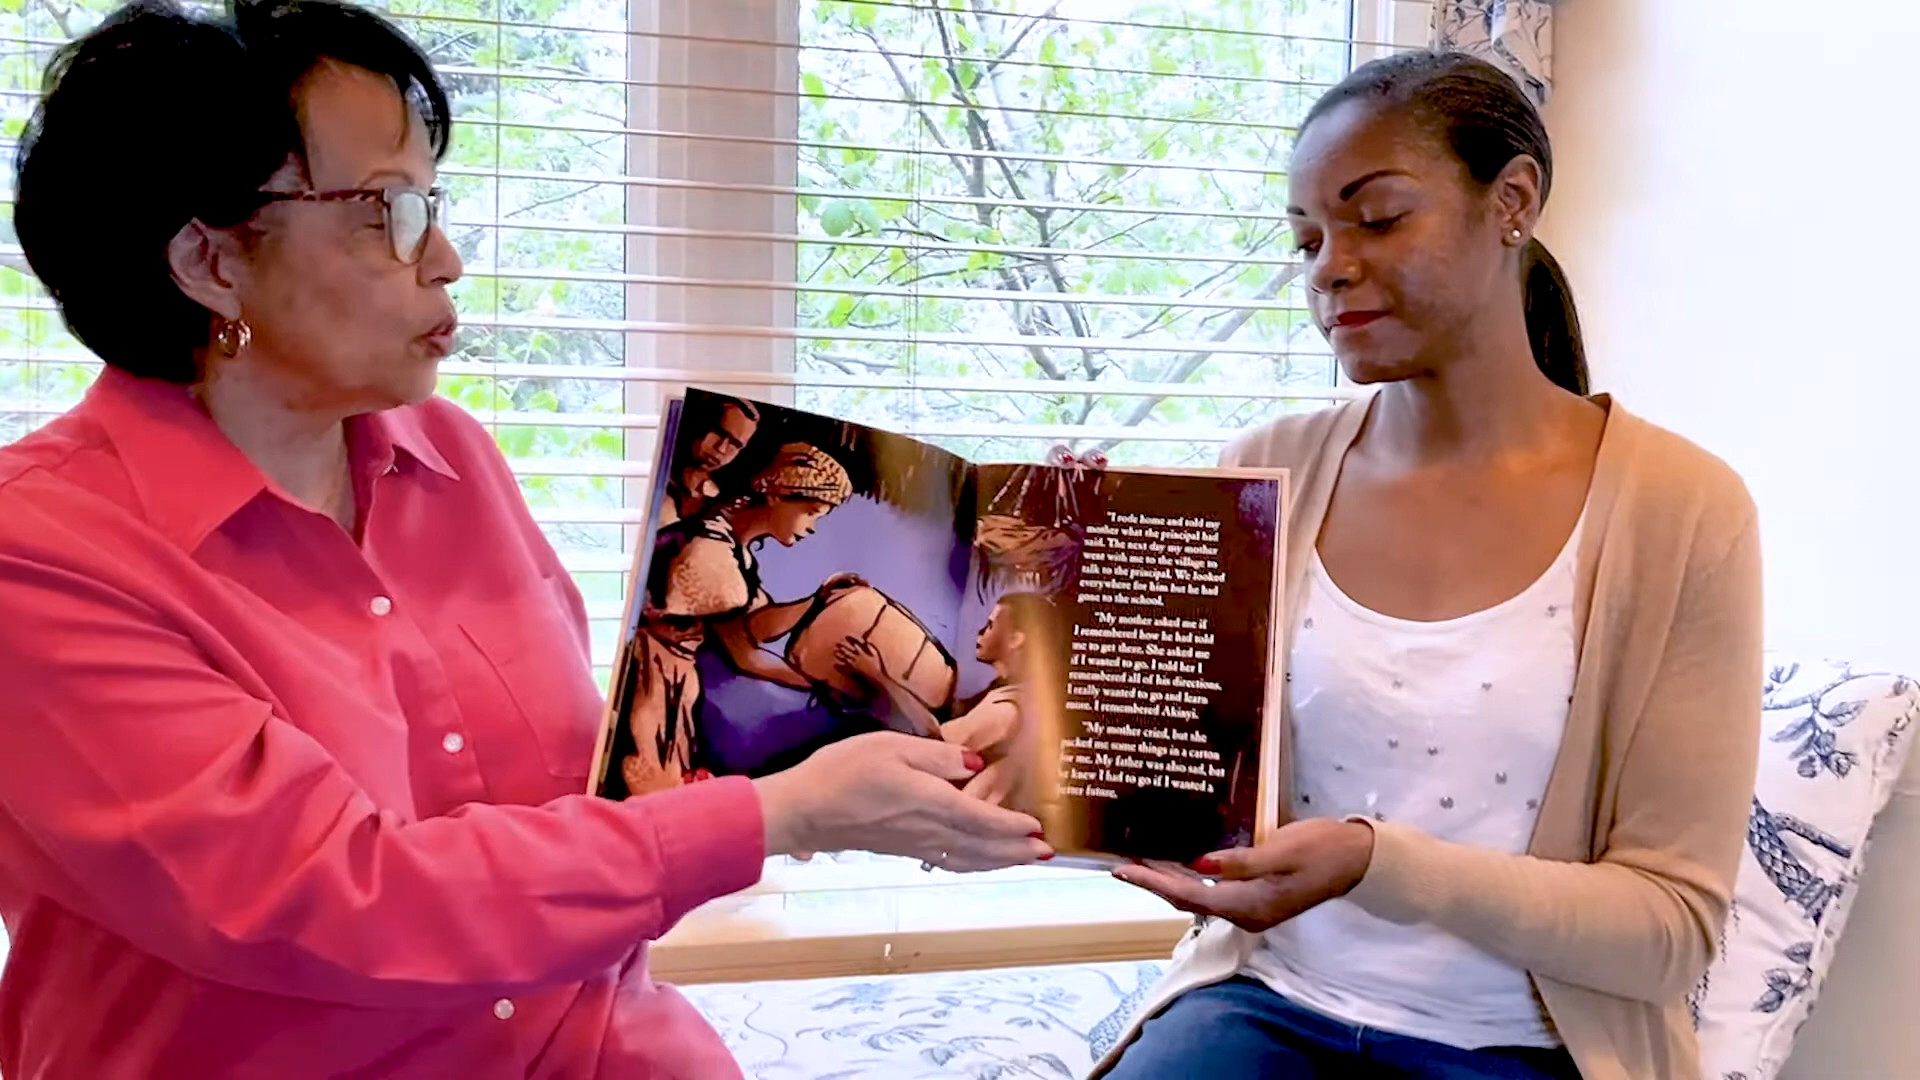 "I rode home and told my
mother what the principal had
said. The next day my mother
went with me to the village to
talk to the principal. We looked
everywhere for him but he had
gone to the school.
"My mother asked me if
I remembered how he had told
me to get there. She asked me
if I wanted to go. I told her I
remembered all of his directions.
I really wanted to go and learn
more. I remembered Akinyi.
"My mother cried, but she
packed me some things in a carton
for me. My father was also sad, but
he knew I had to go if I wanted a
better future.